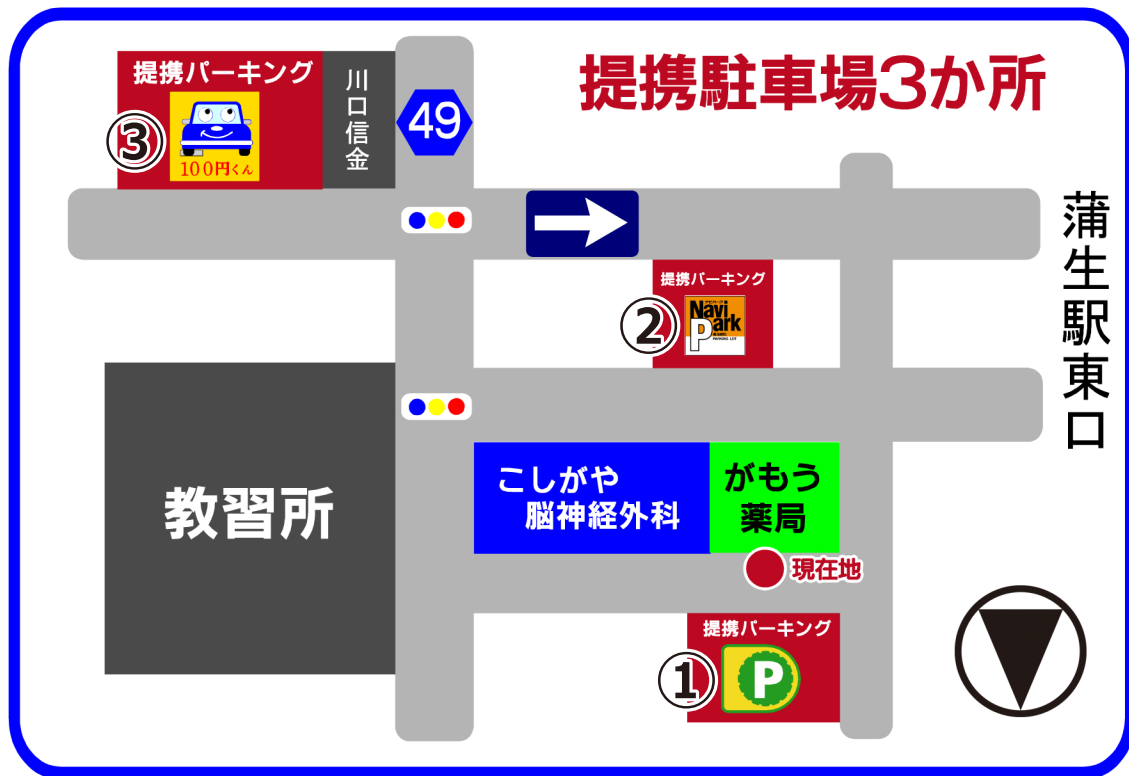 提携駐車場3か所
提携パーキング
③
100円くん
川口信金
49
蒲生駅東口
提携パーキング
②
Navi
Park
PARKING LOT
教習所
こしがや
脳神経外科
がもう
薬局
現在地
提携パーキング
①
P